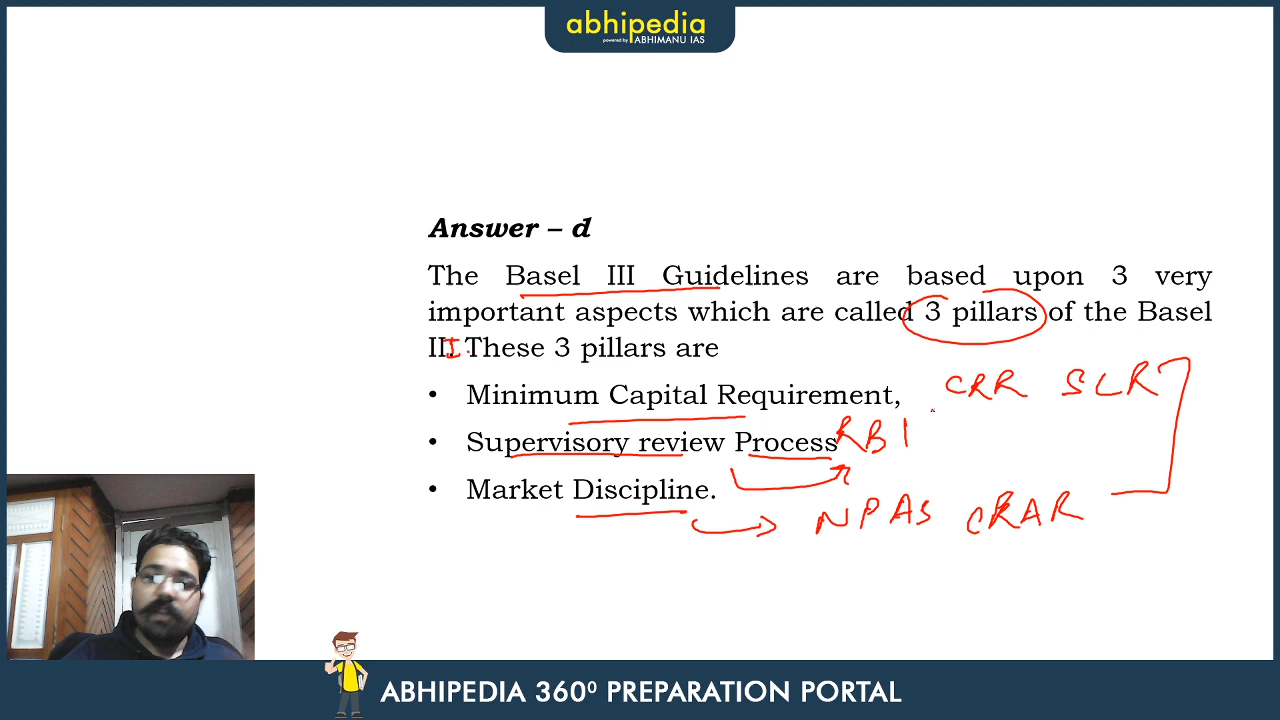 abhipedia
powered by ABHIMANU IAS
Answer – d
The Basel III Guidelines are based upon 3 very
important aspects which are called 3 pillars of the Basel
III. These 3 pillars are
• Minimum Capital Requirement, CRR SLR
• Supervisory review Process RBI
• Market Discipline.
NPAS CRAR
ABHIPEDIA 360⁰ PREPARATION PORTAL